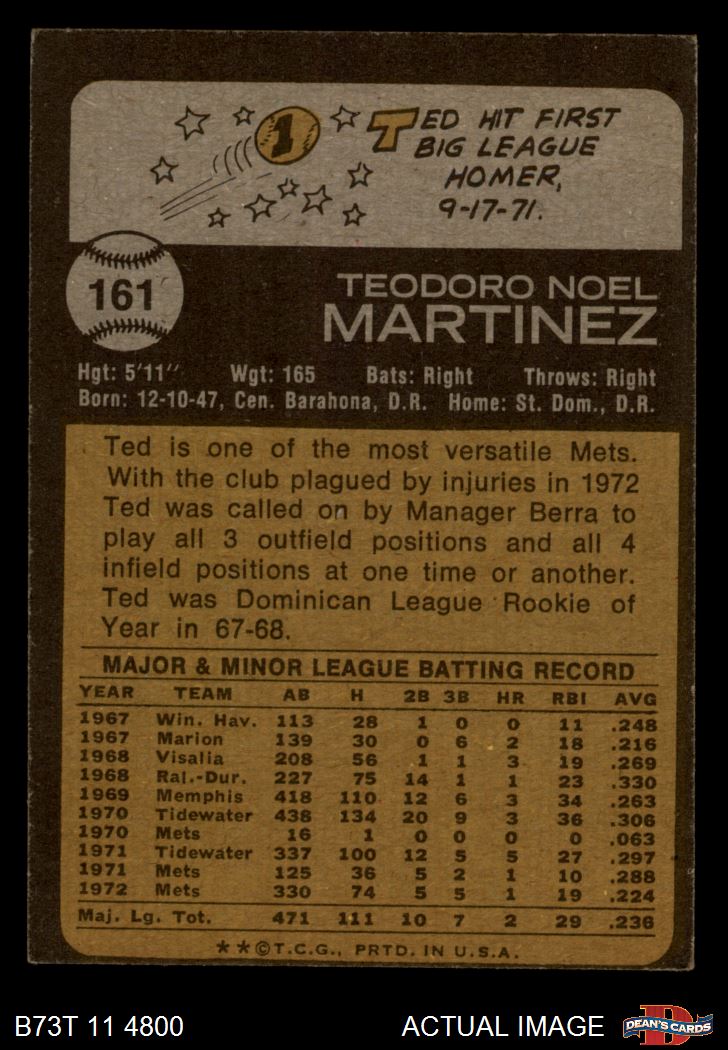 1
TED HIT FIRST
BIG LEAGUE
HOMER,
9-17-71.
161
TEODORO NOEL
MARTINEZ
Hgt: 5'11" Wgt: 165 Bats: Right Throws: Right
Born: 12-10-47, Cen. Barahona, D.R. Home: St. Dom., D.R.
Ted is one of the most versatile Mets.
With the club plagued by injuries in 1972
Ted was called on by Manager Berra to
play all 3 outfield positions and all 4
infield positions at one time or another.
Ted was Dominican League Rookie of
Year in 67-68.
MAJOR & MINOR LEAGUE BATTING RECORD
YEAR TEAM AB H 2B 3B HR RBI AVG
1967 Win. Hav. 113 28 1 0 0 11 .248
1967 Marion 139 30 0 6 2 18 .216
1968 Visalia 208 56 1 1 3 19 .269
1968 Ral.-Dur. 227 75 14 1 1 23 .330
1969 Memphis 418 110 12 6 3 34 .263
1970 Tidewater 438 134 20 9 3 36 .306
1970 Mets 16 1 0 0 0 0 .063
1971 Tidewater 337 100 12 5 5 27 .297
1971 Mets 125 36 5 2 1 10 .288
1972 Mets 330 74 5 5 1 19 .224
Maj. Lg. Tot. 471 111 10 7 2 29 .236
**©T.C.G., PRTD. IN U.S.A.
B73T 11 4800 ACTUAL IMAGE D DEAN'S CARDS